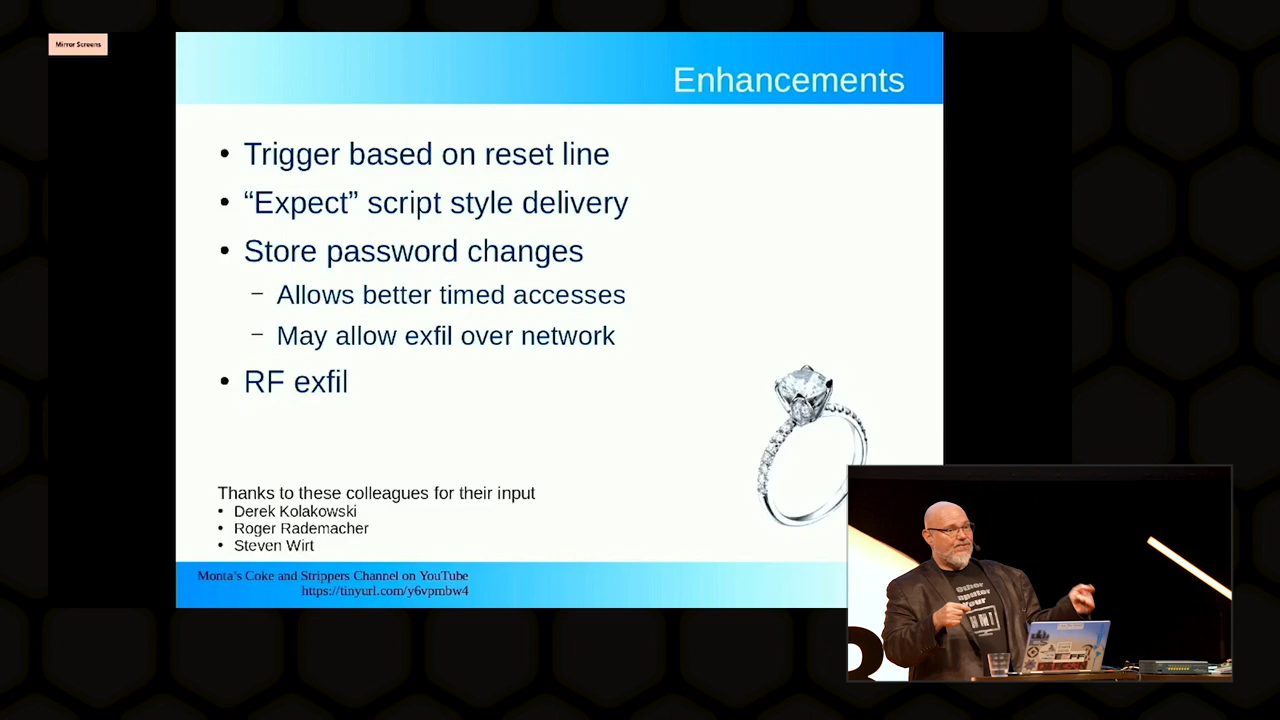 Mirror Screens
Enhancements
• Trigger based on reset line
• “Expect” script style delivery
• Store password changes
– Allows better timed accesses
– May allow exfil over network
• RF exfil
Thanks to these colleagues for their input
• Derek Kolakowski
• Roger Rademacher
• Steven Wirt
Monta's Coke and Strippers Channel on YouTube
https://tinyurl.com/y6vpmbw4